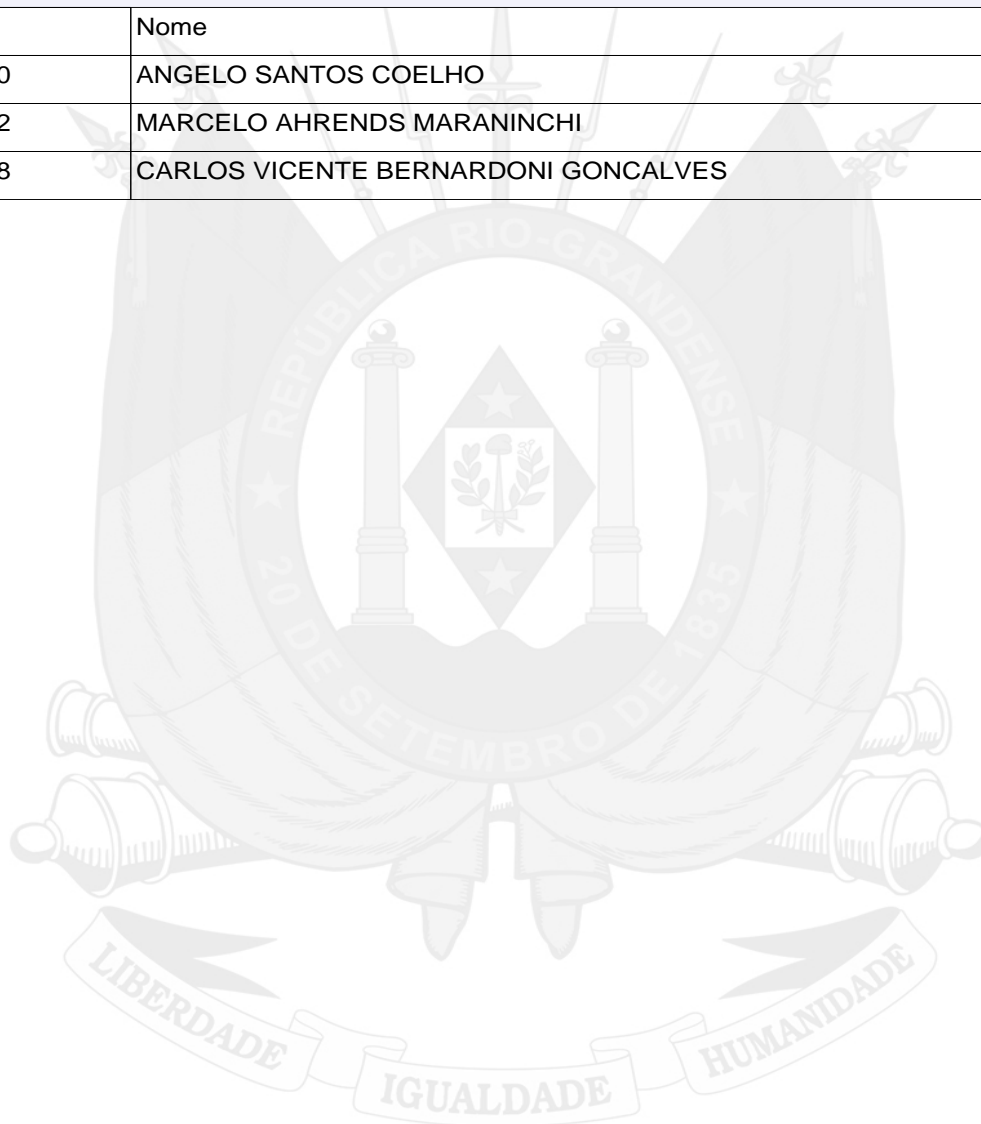 Nome
0 ANGELO SANTOS COELHO
2 MARCELO AHRENDS MARANINCHI
8 CARLOS VICENTE BERNARDONI GONCALVES
REPÚBLICA RIO-GRANDENSE
★ 20 DE SETEMBRO DE 1835 ★
LIBERDADE IGUALDADE HUMANIDADE